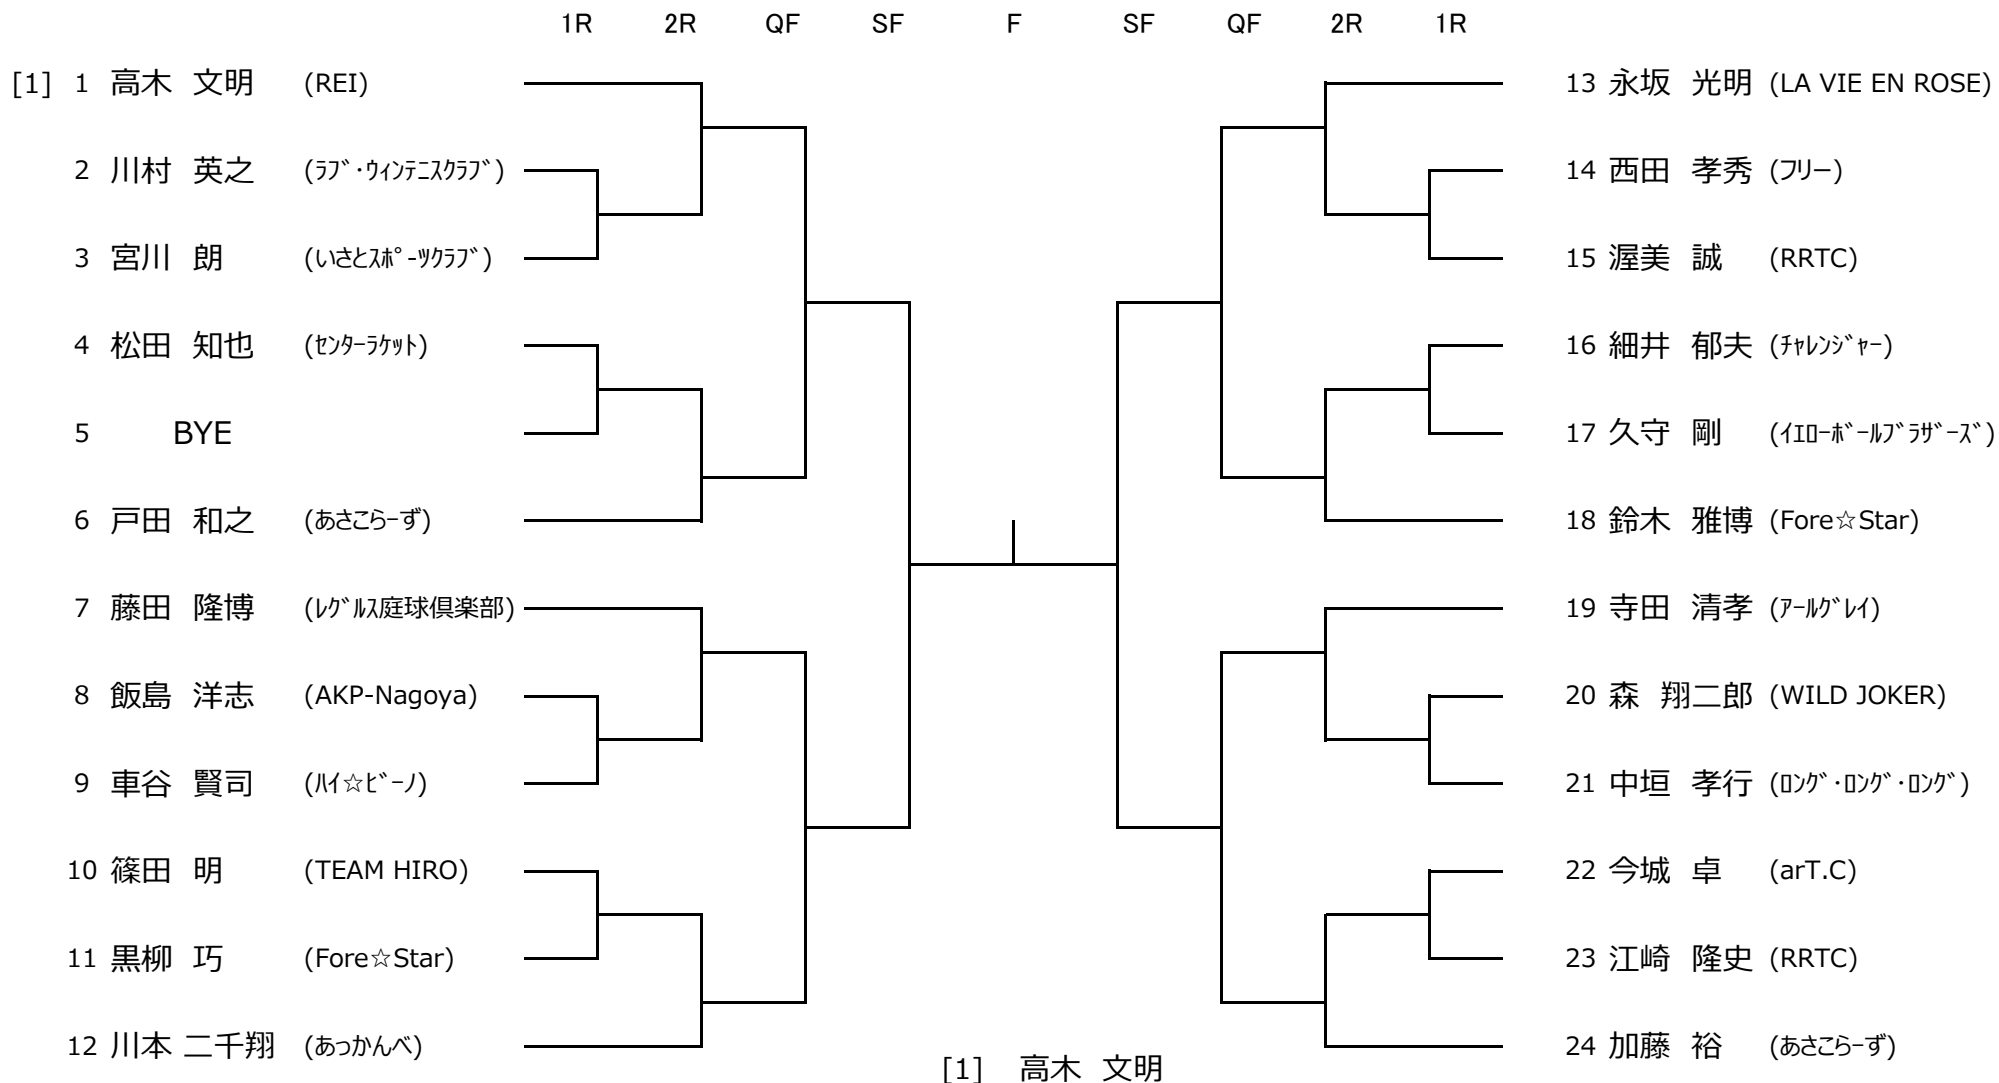 1R 2R QF SF F SF QF 2R 1R
[1] 1 高木 文明 (REI)
2 川村 英之 (ﾗﾌﾞ･ｳｨﾝﾃﾆｽｸﾗﾌﾞ)
3 宮川 朗 (いさとｽﾎﾟｰﾂｸﾗﾌﾞ)
4 松田 知也 (ｾﾝﾀｰﾗｹｯﾄ)
5 BYE
6 戸田 和之 (あさこらｰず)
7 藤田 隆博 (ﾚｸﾞﾙｽ庭球倶楽部)
8 飯島 洋志 (AKP-Nagoya)
9 車谷 賢司 (ﾊｲ☆ﾋﾞｰﾉ)
10 篠田 明 (TEAM HIRO)
11 黒柳 巧 (Fore☆Star)
12 川本 二千翔 (あっかんべ)
13 永坂 光明 (LA VIE EN ROSE)
14 西田 孝秀 (ﾌﾘｰ)
15 渥美 誠 (RRTC)
16 細井 郁夫 (ﾁｬﾚﾝｼﾞｬｰ)
17 久守 剛 (ｲｴﾛｰﾎﾞｰﾙﾌﾞﾗｻﾞｰｽﾞ)
18 鈴木 雅博 (Fore☆Star)
19 寺田 清孝 (ｱｰﾙｸﾞﾚｲ)
20 森 翔二郎 (WILD JOKER)
21 中垣 孝行 (ﾛﾝｸﾞ･ﾛﾝｸﾞ･ﾛﾝｸﾞ)
22 今城 卓 (arT.C)
23 江崎 隆史 (RRTC)
24 加藤 裕 (あさこらｰず)
[1] 高木 文明